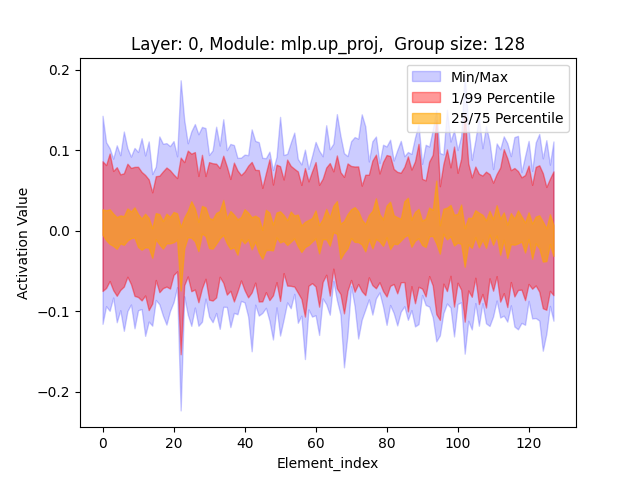 Layer: 0, Module: mlp.up_proj,  Group size: 128
Min/Max
1/99 Percentile
25/75 Percentile
Activation Value
0.2
0.1
0.0
−0.1
−0.2
0
20
40
60
80
100
120
Element_index